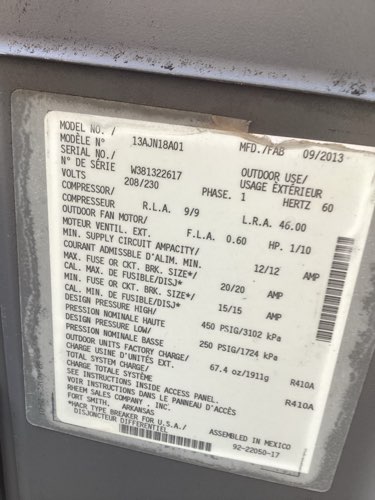 MODEL NO. /
MODÈLE N° 13AJN18A01 MFD./FAB 09/2013
SERIAL NO./
N° DE SÉRIE W381322617 OUTDOOR USE/
USAGE EXTÉRIEUR
VOLTS 208/230 PHASE. 1 HERTZ 60
COMPRESSOR/
COMPRESSEUR R.L.A. 9/9 L.R.A. 46.00
OUTDOOR FAN MOTOR/
MOTEUR VENTIL. EXT. F.L.A. 0.60 HP. 1/10
MIN. SUPPLY CIRCUIT AMPACITY/
COURANT ADMISSBLE D'ALIM. MIN. 12/12 AMP
MAX. FUSE OR CKT. BRK. SIZE*/
CAL. MAX. DE FUSIBLE/DISJ* 20/20 AMP
MIN. FUSE OR CKT. BRK. SIZE*/
CAL. MIN. DE FUSIBLE/DISJ* 15/15 AMP
DESIGN PRESSURE HIGH/
PRESSION NOMINALE HAUTE 450 PSIG/3102 kPa
DESIGN PRESSURE LOW/
PRESSION NOMINALE BASSE 250 PSIG/1724 kPa
OUTDOOR UNITS FACTORY CHARGE/
CHARGE USINE D'UNITÉS EXT. 67.4 oz/1911g R410A
TOTAL SYSTEM CHARGE/
CHARGE TOTALE SYSTÈME R410A
SEE INSTRUCTIONS INSIDE ACCESS PANEL.
VOIR INSTRUCTIONS DANS LE PANNEAU D'ACCÈS
RHEEM SALES COMPANY , INC.
FORT SMITH, ARKANSAS ASSEMBLED IN MEXICO
*HACR TYPE BREAKER FOR U.S.A./
DISJONCTEUR DIFFERENTIEL 92-22050-17